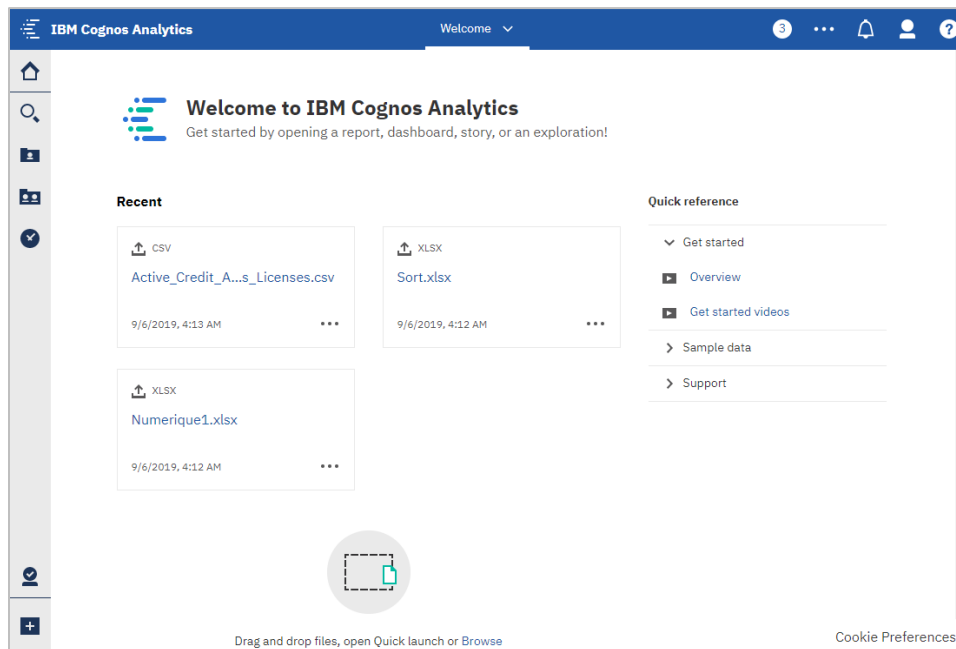 IBM Cognos Analytics
Welcome
3
?
Welcome to IBM Cognos Analytics
Get started by opening a report, dashboard, story, or an exploration!
Recent
CSV
Active_Credit_A...s_Licenses.csv
9/6/2019, 4:13 AM
XLSX
Sort.xlsx
9/6/2019, 4:12 AM
XLSX
Numerique1.xlsx
9/6/2019, 4:12 AM
Quick reference
Get started
Overview
Get started videos
Sample data
Support
Drag and drop files, open Quick launch or Browse
Cookie Preferences